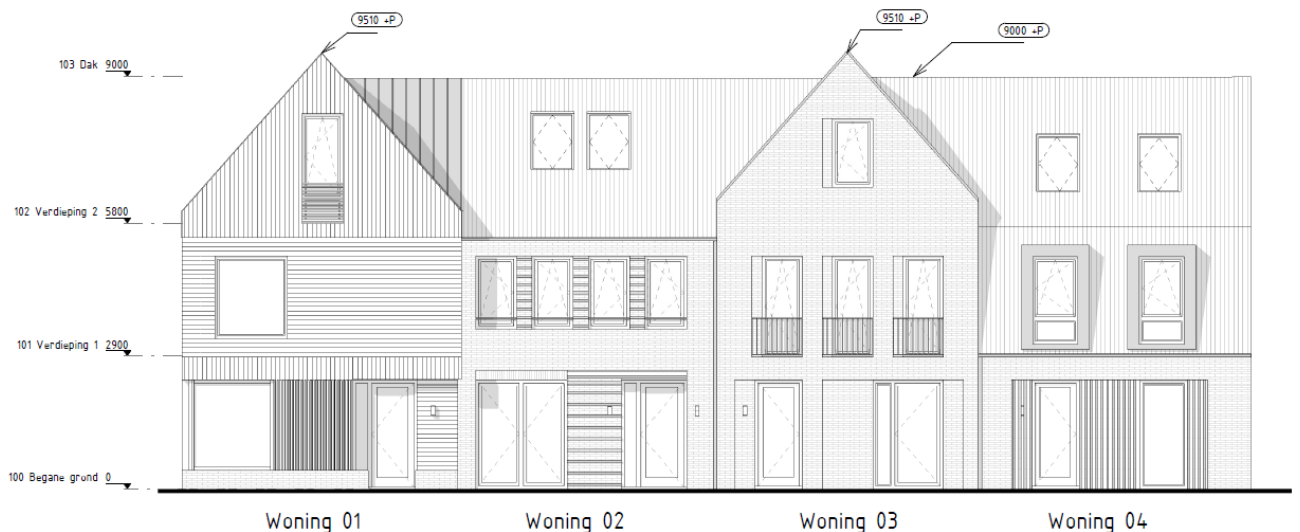 9510 +P
9510 +P
9000 +P
103 Dak 9000
102 Verdieping 2 5800
101 Verdieping 1 2900
100 Begane grond 0
Woning 01
Woning 02
Woning 03
Woning 04